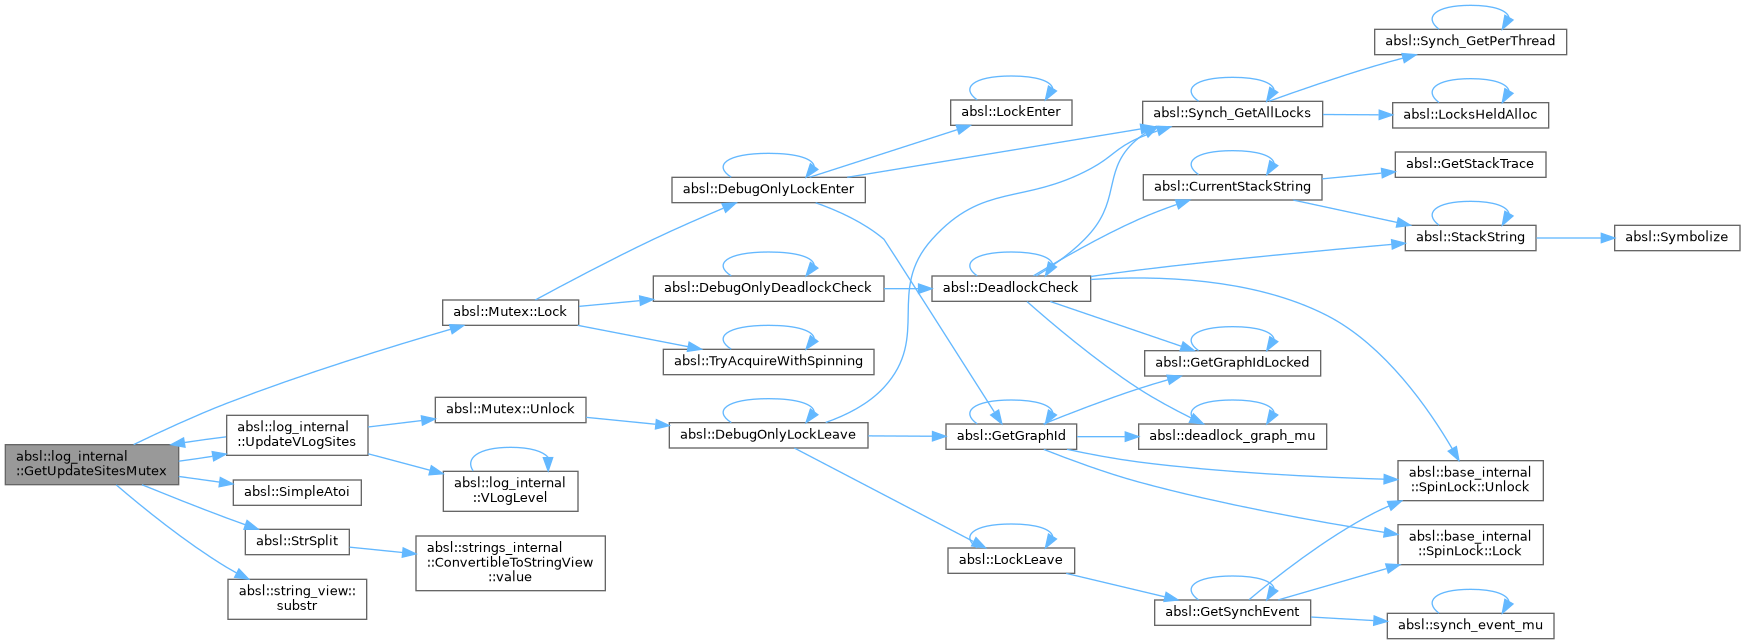 absl::Synch_GetPerThread
absl::LockEnter
absl::Synch_GetAllLocks
absl::LocksHeldAlloc
absl::GetStackTrace
absl::DebugOnlyLockEnter
absl::CurrentStackString
absl::StackString
absl::Symbolize
absl::DebugOnlyDeadlockCheck
absl::DeadlockCheck
absl::Mutex::Lock
absl::TryAcquireWithSpinning
absl::GetGraphIdLocked
absl::Mutex::Unlock
absl::log_internal
::UpdateVLogSites
absl::DebugOnlyLockLeave
absl::GetGraphId
absl::deadlock_graph_mu
absl::log_internal
::GetUpdateSitesMutex
absl::SimpleAtoi
absl::log_internal
::VLogLevel
absl::base_internal
::SpinLock::Unlock
absl::StrSplit
absl::strings_internal
::ConvertibleToStringView
::value
absl::LockLeave
absl::base_internal
::SpinLock::Lock
absl::string_view::
substr
absl::GetSynchEvent
absl::synch_event_mu